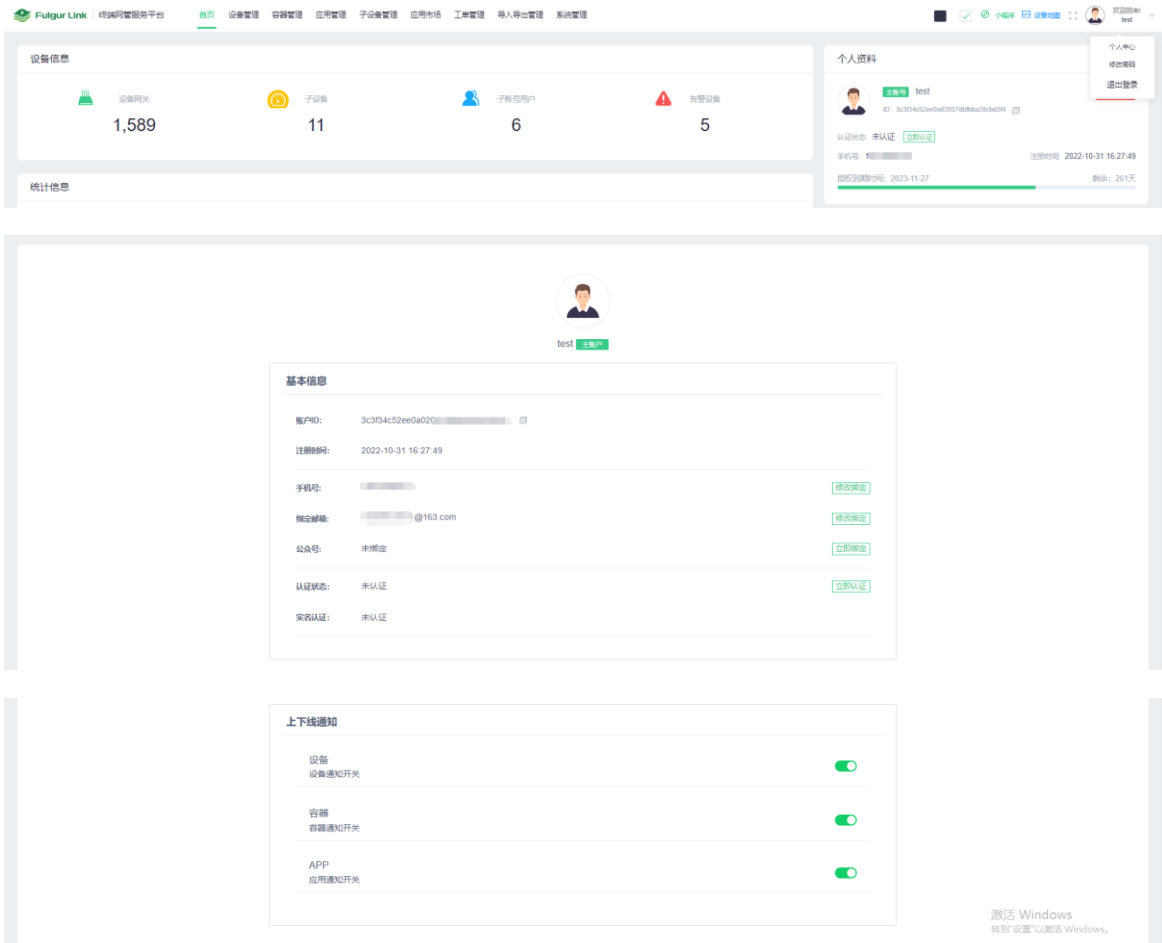 Fulgur Link 终端网管服务平台 首页 设备管理 容器管理 应用管理 子设备管理 应用市场 工单管理 导入导出管理 系统管理 小程序 设备地图 欢迎回来!
test
个人中心
修改密码
退出登录
设备信息
设备网关 子设备 子账号用户 告警设备
1,589 11 6 5
统计信息
个人资料
主账号 test
ID: 
认证状态: 未认证 立即认证
手机号: 1
注册时间: 2022-10-31 16:27:49
授权到期时间: 2023-11-27 剩余: 261天
test 主账户
基本信息
账户ID: 3c3f34c52ee0a020
注册时间: 2022-10-31 16:27:49
手机号: 修改绑定
绑定邮箱: @163.com 修改绑定
公众号: 未绑定 立即绑定
认证状态: 未认证 立即认证
实名认证: 未认证
上下线通知
设备
设备通知开关
容器
容器通知开关
APP
应用通知开关
激活 Windows
转到"设置"以激活 Windows。